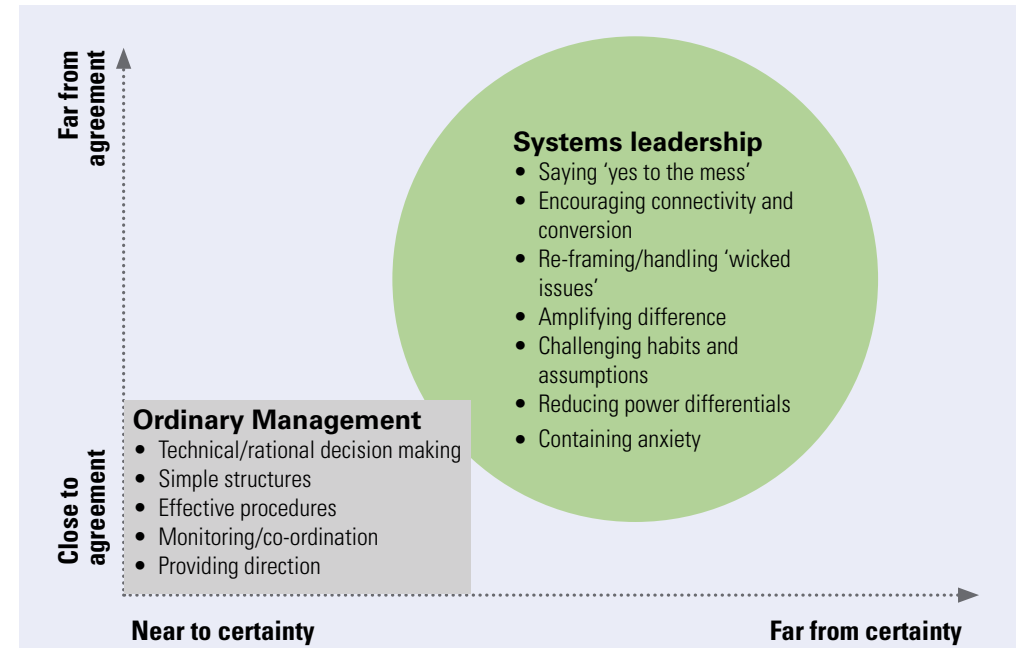 Far from
agreement
Systems leadership
• Saying ‘yes to the mess’
• Encouraging connectivity and
conversion
• Re-framing/handling ‘wicked
issues’
• Amplifying difference
• Challenging habits and
assumptions
• Reducing power differentials
• Containing anxiety
Ordinary Management
• Technical/rational decision making
• Simple structures
• Effective procedures
• Monitoring/co-ordination
• Providing direction
Close to
agreement
Near to certainty
Far from certainty